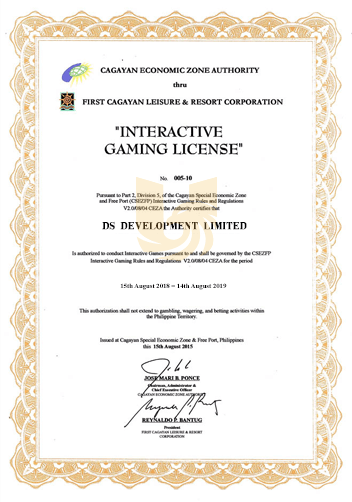 CAGAYAN ECONOMIC ZONE AUTHORITY
thru
FIRST CAGAYAN LEISURE & RESORT CORPORATION
"INTERACTIVE
GAMING LICENSE"
No. 005-10
Pursuant to Part 2, Division 5, of the Cagayan Special Economic Zone
and Free Port (CSEZFP) Interactive Gaming Rules and Regulations
V2.0/08/04 CEZA the Authority certifies that
DS DEVELOPMENT LIMITED
Is authorized to conduct Interactive Games pursuant to and shall be governed by the CSEZFP
Interactive Gaming Rules and Regulations V2.0/08/04 CEZA for the period
15th August 2018 – 14th August 2019
This authorization shall not extend to gambling, wagering, and betting activities within
the Philippine Territory.
Issued at Cagayan Special Economic Zone & Free Port, Philippines
this 15th August 2015
JOSE MARI B. PONCE
Chairman, Administrator &
Chief Executive Officer
CAGAYAN ECONOMIC ZONE AUTHORITY
REYNALDO P. BANTUG
President
FIRST CAGAYAN LEISURE & RESORT
CORPORATION